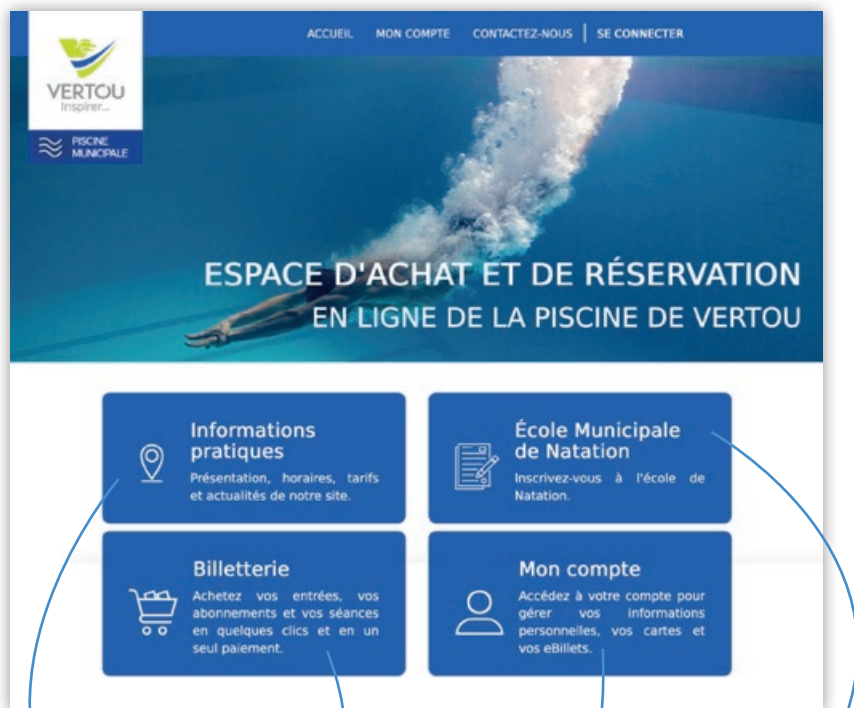 ACCUEIL MON COMPTE CONTACTEZ-NOUS SE CONNECTER
VERTOU
Inspirer...
PISCINE
MUNICIPALE
ESPACE D'ACHAT ET DE RÉSERVATION
EN LIGNE DE LA PISCINE DE VERTOU
Informations
pratiques
Présentation, horaires, tarifs
et actualités de notre site.
École Municipale
de Natation
Inscrivez-vous à l'école de
Natation.
Billetterie
Achetez vos entrées, vos
abonnements et vos séances
en quelques clics et en un
seul paiement.
Mon compte
Accédez à votre compte pour
gérer vos informations
personnelles, vos cartes et
vos eBillets.